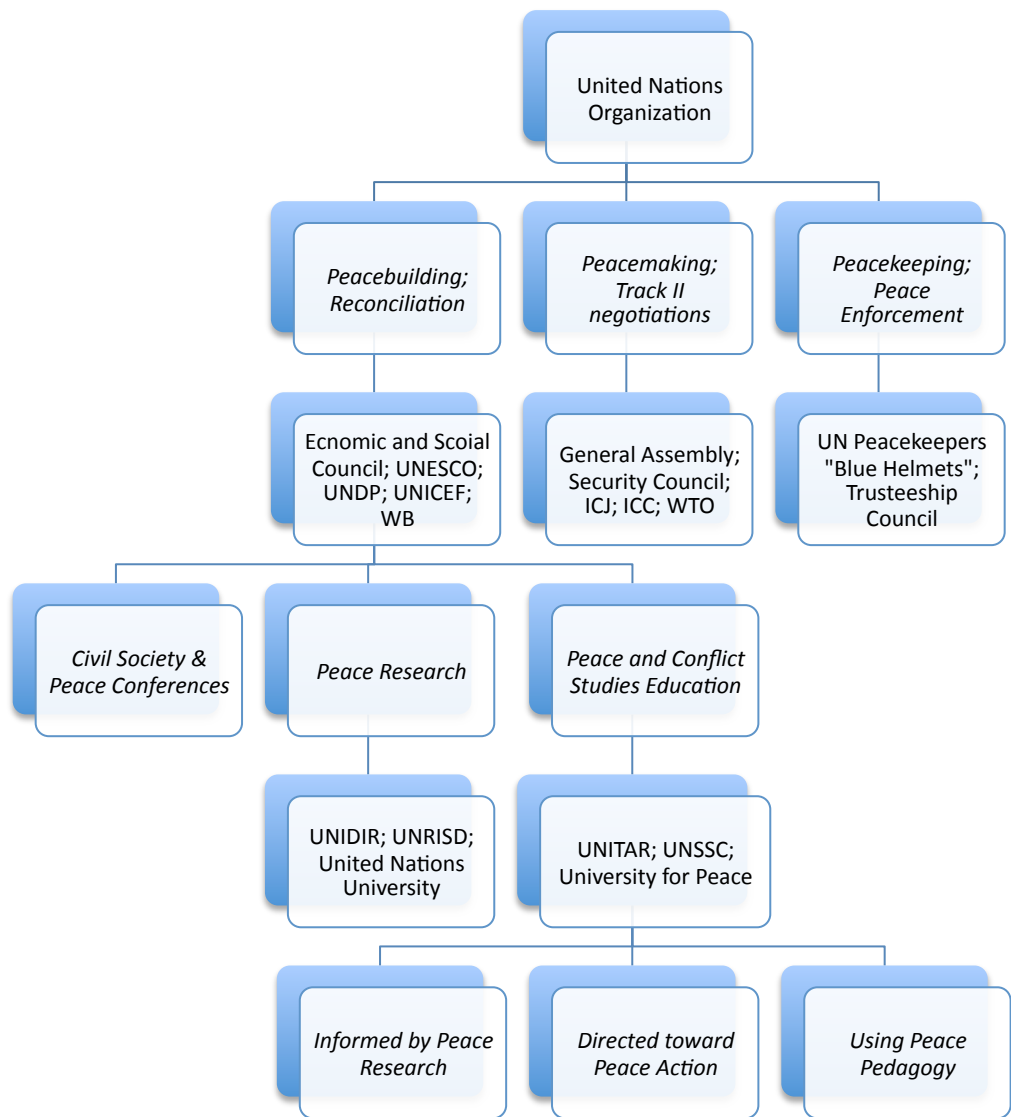 United Nations
Organization
Peacebuilding;
Reconciliation
Peacemaking;
Track II
negotiations
Peacekeeping;
Peace
Enforcement
Ecnomic and Scoial
Council; UNESCO;
UNDP; UNICEF;
WB
General Assembly;
Security Council;
ICJ; ICC; WTO
UN Peacekeepers
"Blue Helmets";
Trusteeship
Council
Civil Society &
Peace Conferences
Peace Research
Peace and Conflict
Studies Education
UNIDIR; UNRISD;
United Nations
University
UNITAR; UNSSC;
University for Peace
Informed by Peace
Research
Directed toward
Peace Action
Using Peace
Pedagogy